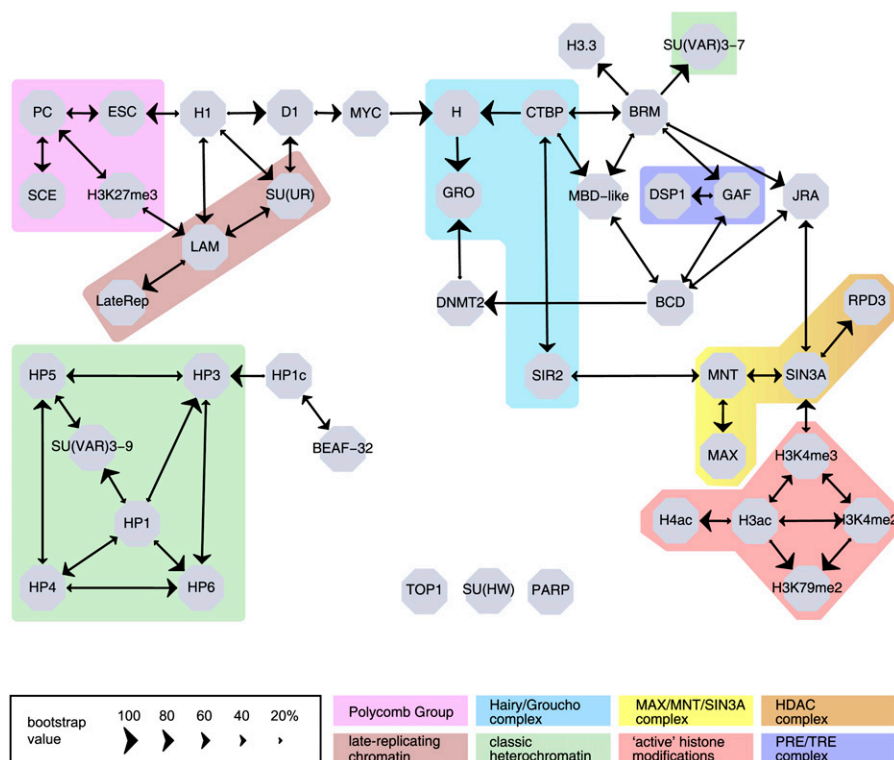 H3.3
SU(VAR)3-7
PC
ESC
H1
D1
MYC
H
CTBP
BRM
SCE
H3K27me3
SU(UR)
GRO
MBD-like
DSP1
GAF
JRA
LAM
LateRep
DNMT2
BCD
RPD3
HP5
HP3
HP1c
SIR2
MNT
SIN3A
SU(VAR)3-9
BEAF-32
MAX
H3K4me3
HP1
H4ac
H3ac
H3K4me2
HP4
HP6
TOP1
SU(HW)
PARP
H3K79me2
bootstrap
value
100
80
60
40
20%
Polycomb Group
Hairy/Groucho
complex
MAX/MNT/SIN3A
complex
HDAC
complex
late-replicating
chromatin
classic
heterochromatin
'active' histone
modifications
PRE/TRE
complex